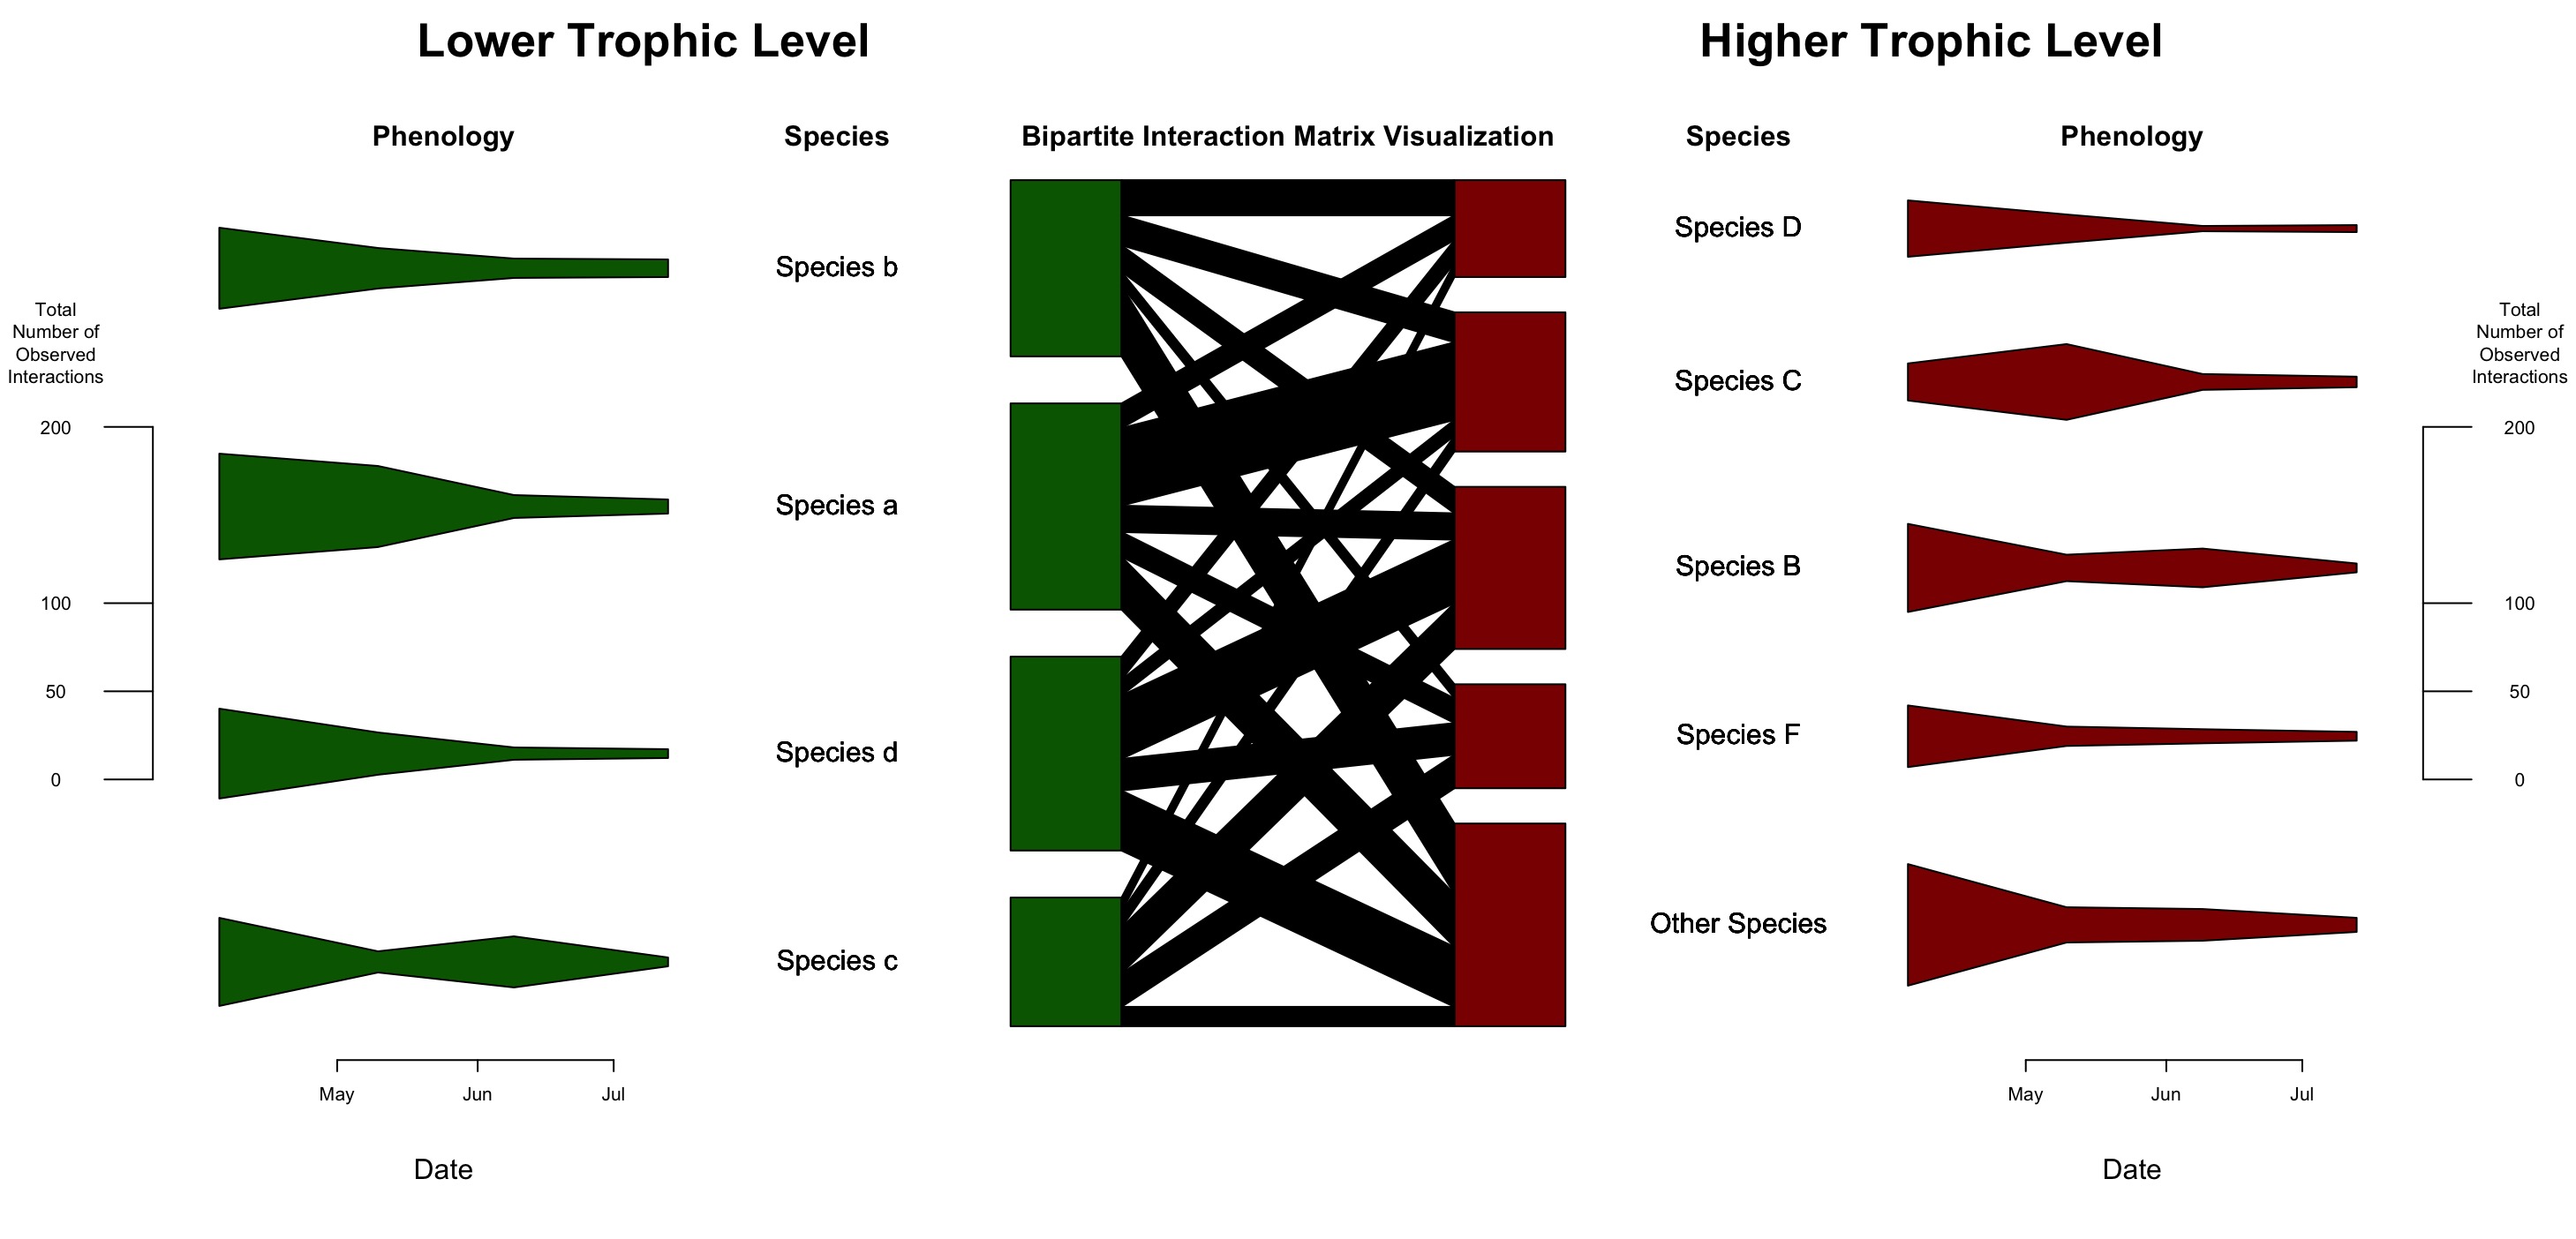 Lower Trophic Level
Higher Trophic Level
Phenology
Species
Bipartite Interaction Matrix Visualization
Species
Phenology
Species b
Species a
Species d
Species c
Species D
Species C
Species B
Species F
Other Species
Total
Number of
Observed
Interactions
200
100
50
0
Total
Number of
Observed
Interactions
200
100
50
0
May
Jun
Jul
Date
May
Jun
Jul
Date